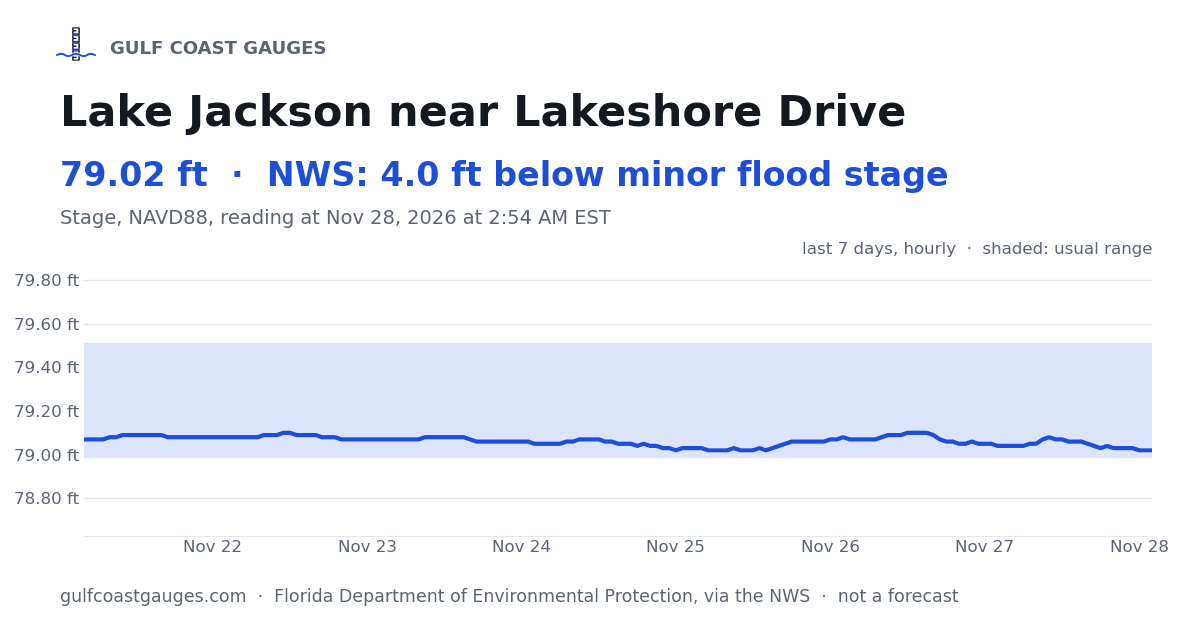 GULF COAST GAUGES
Lake Jackson near Lakeshore Drive
79.02 ft · NWS: 4.0 ft below minor flood stage
Stage, NAVD88, reading at Nov 28, 2026 at 2:54 AM EST
last 7 days, hourly · shaded: usual range
79.80 ft
79.60 ft
79.40 ft
79.20 ft
79.00 ft
78.80 ft
Nov 22 Nov 23 Nov 24 Nov 25 Nov 26 Nov 27 Nov 28
gulfcoastgauges.com · Florida Department of Environmental Protection, via the NWS · not a forecast